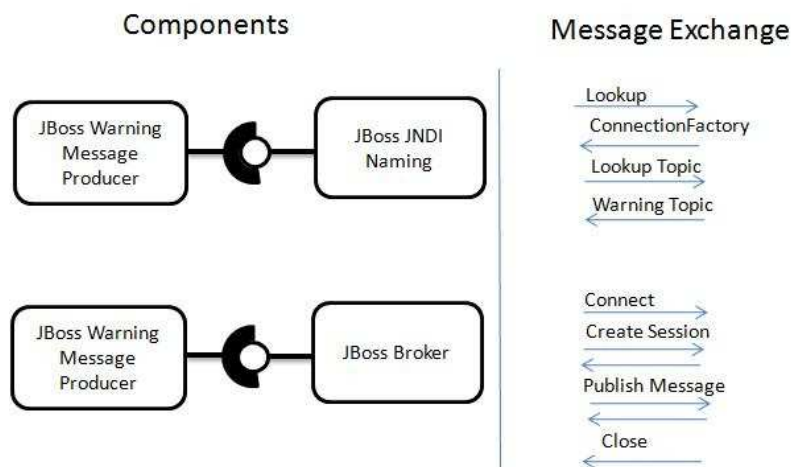 Components
Message Exchange
JBoss Warning
Message
Producer
JBoss JNDI
Naming
Lookup
ConnectionFactory
Lookup Topic
Warning Topic
JBoss Warning
Message
Producer
JBoss Broker
Connect
Create Session
Publish Message
Close